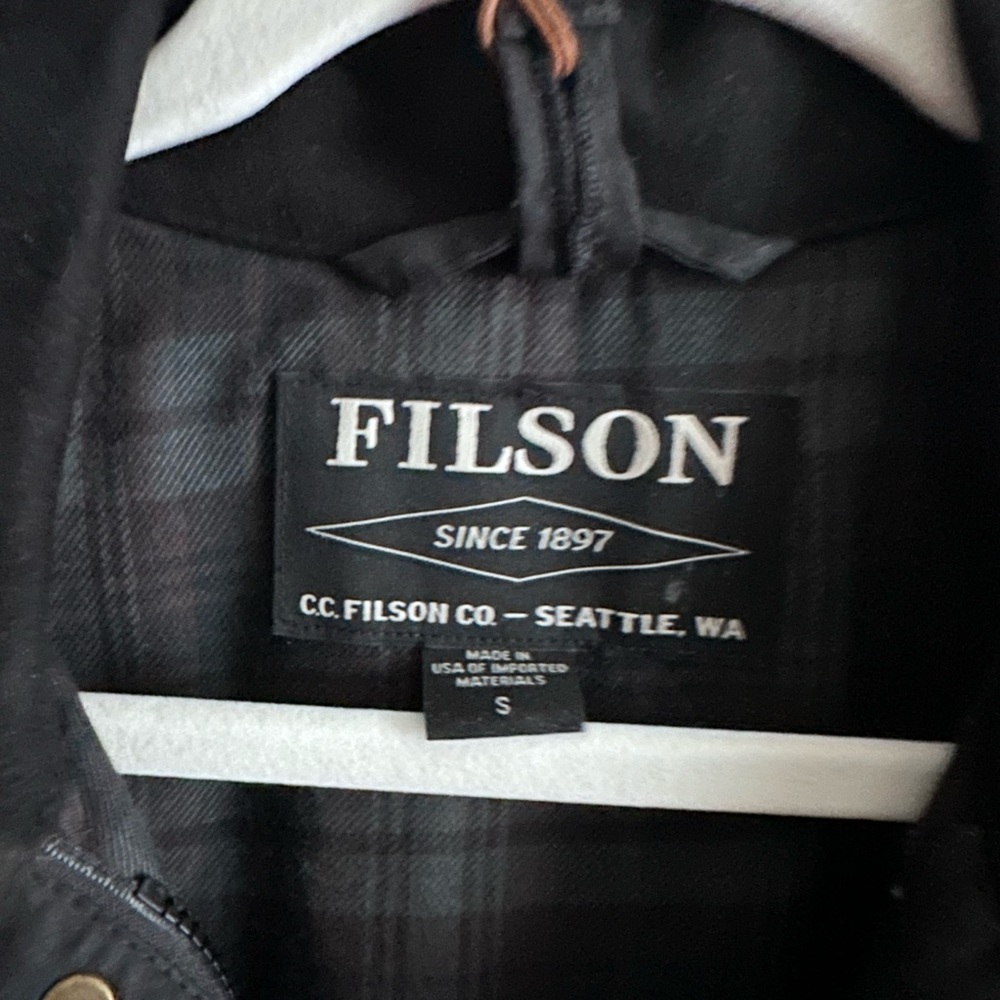 FILSON
SINCE 1897
C.C. FILSON CO. — SEATTLE, WA
MADE IN
USA OF IMPORTED
MATERIALS
S